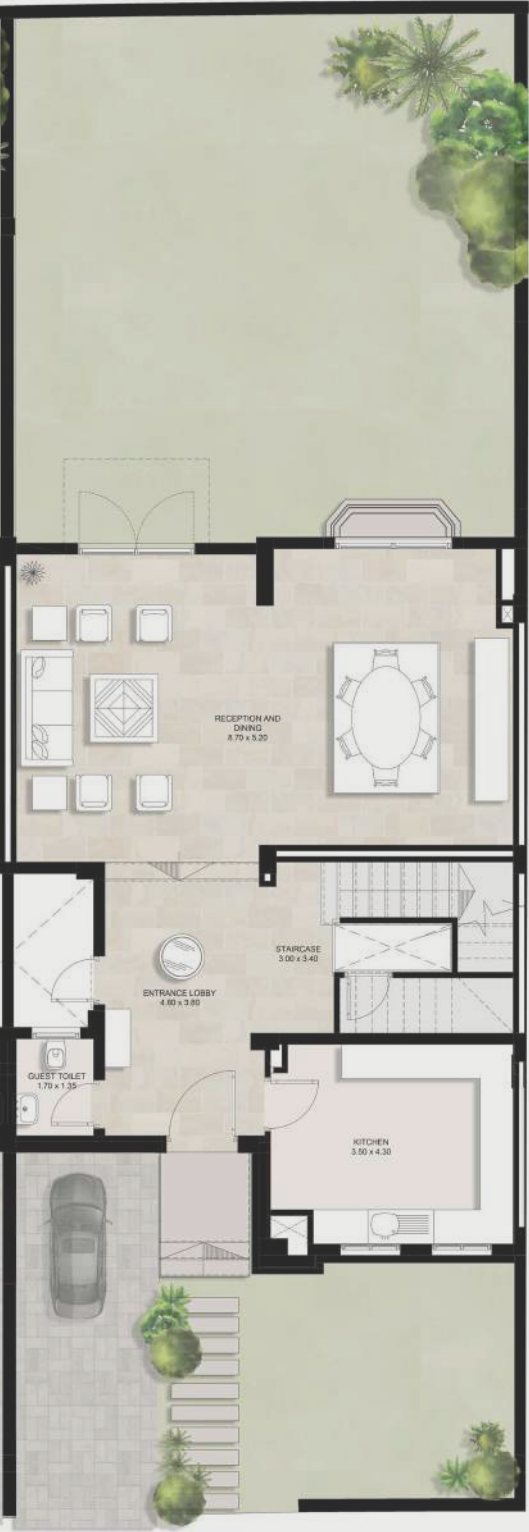 RECEPTION AND
DINING
8.70 x 5.20
STAIRCASE
3.00 x 3.40
ENTRANCE LOBBY
4.80 x 3.80
GUEST TOILET
1.70 x 1.35
KITCHEN
3.50 x 4.30